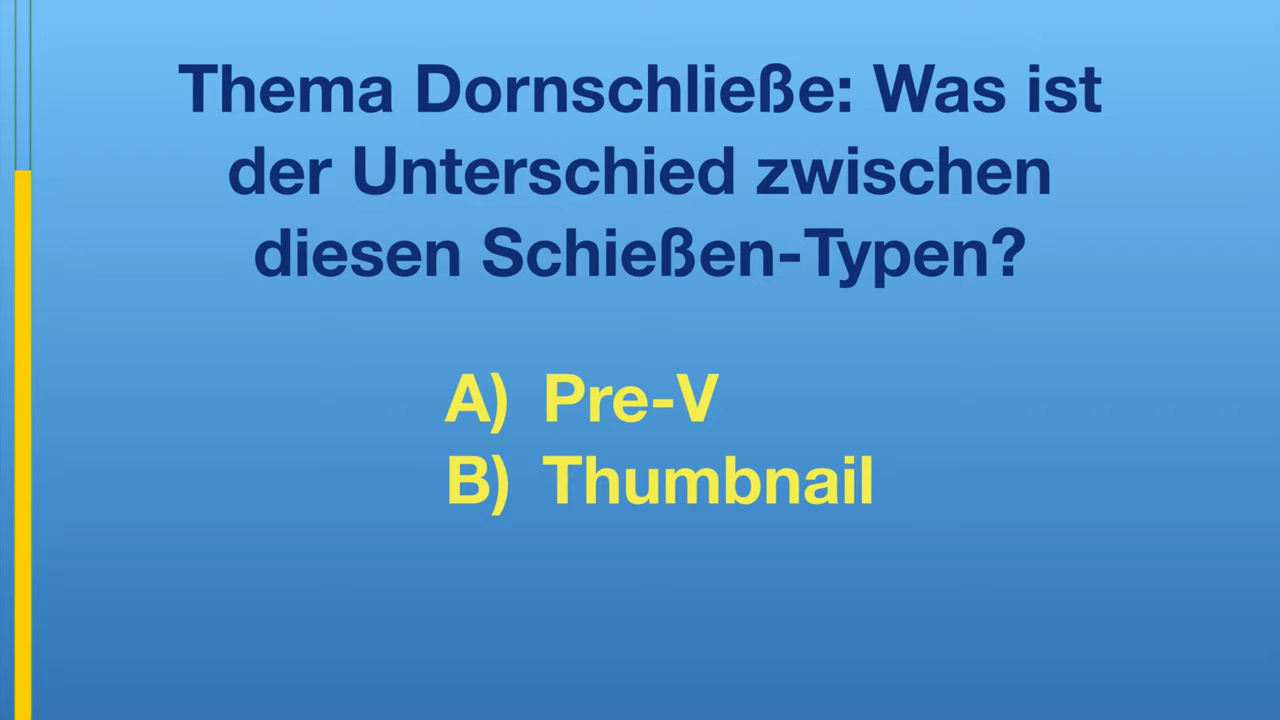 Thema Dornschließe: Was ist
der Unterschied zwischen
diesen Schießen-Typen?
A) Pre-V
B) Thumbnail